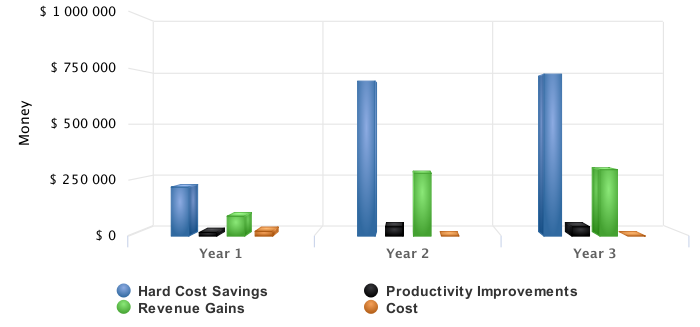 $ 1 000 000
$ 750 000
$ 500 000
$ 250 000
$ 0
Money
Year 1 Year 2 Year 3
Hard Cost Savings Productivity Improvements
Revenue Gains Cost